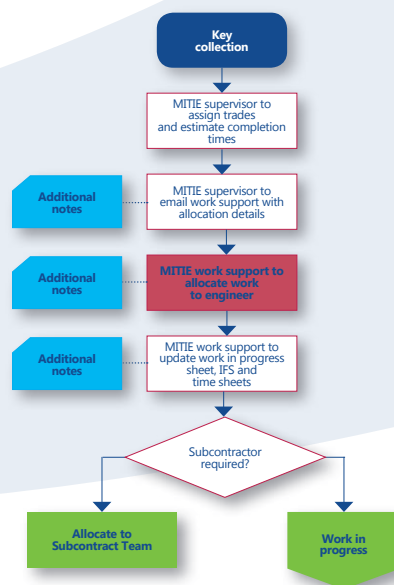 Key
collection
MITIE supervisor to
assign trades
and estimate completion
times
Additional
notes
MITIE supervisor to
email work support with
allocation details
Additional
notes
MITIE work support to
allocate work
to engineer
Additional
notes
MITIE work support to
update work in progress
sheet, IFS and
time sheets
Subcontractor
required?
Allocate to
Subcontract Team
Work in
progress